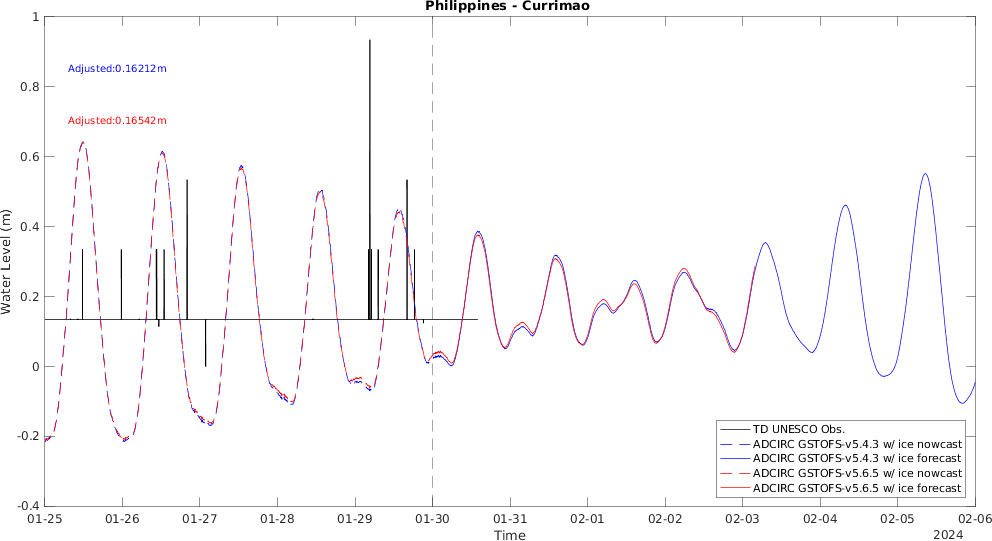 Philippines - Currimao
Adjusted:0.16212m
Adjusted:0.16542m
Water Level (m)
1
0.8
0.6
0.4
0.2
0
-0.2
-0.4
01-25
01-26
01-27
01-28
01-29
01-30
01-31
02-01
02-02
02-03
02-04
02-05
02-06
Time
2024
TD UNESCO Obs.
ADCIRC GSTOFS-v5.4.3 w/ ice nowcast
ADCIRC GSTOFS-v5.4.3 w/ ice forecast
ADCIRC GSTOFS-v5.6.5 w/ ice nowcast
ADCIRC GSTOFS-v5.6.5 w/ ice forecast